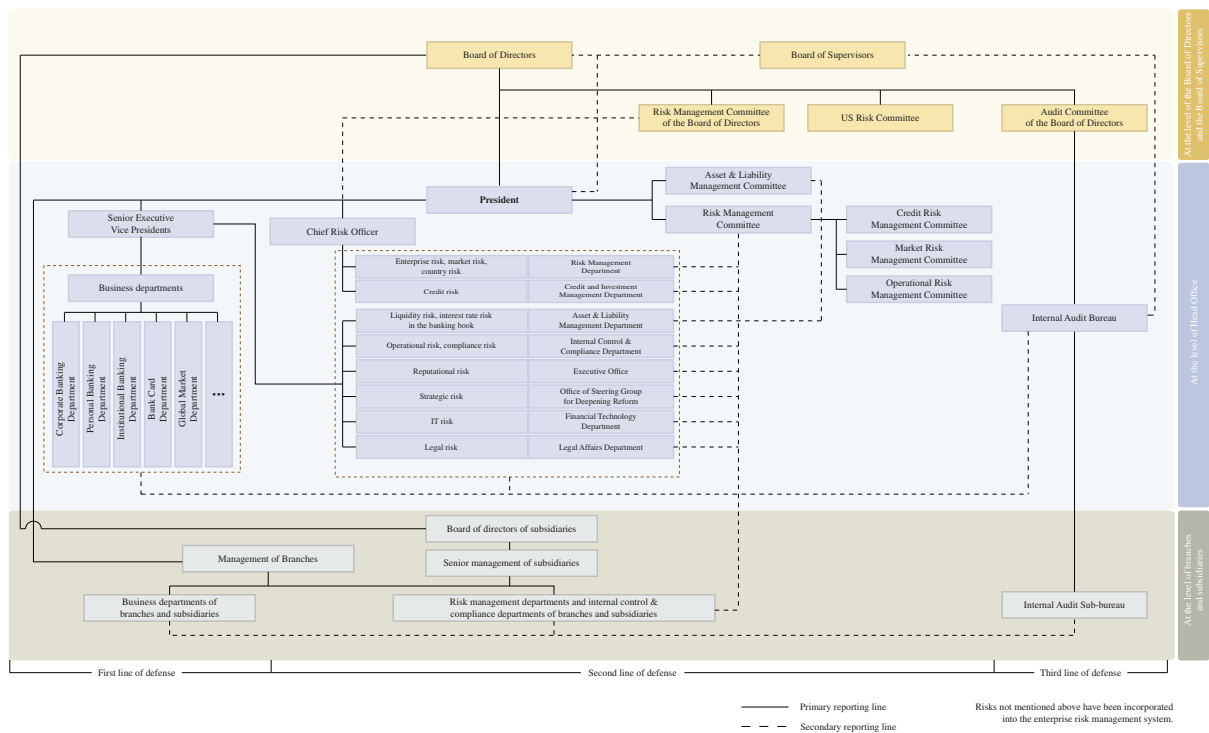 Board of Directors
Board of Supervisors
Risk Management Committee
of the Board of Directors
US Risk Committee
Audit Committee
of the Board of Directors
At the level of the Board of Directors
and the Board of Supervisors
President
Asset & Liability
Management Committee
Risk Management
Committee
Credit Risk
Management Committee
Market Risk
Management Committee
Operational Risk
Management Committee
Senior Executive
Vice Presidents
Chief Risk Officer
Business departments
Corporate Banking
Department
Personal Banking
Department
Institutional Banking
Department
Bank Card
Department
Global Market
Department
...
Enterprise risk, market risk,
country risk
Risk Management
Department
Credit risk
Credit and Investment
Management Department
Liquidity risk, interest rate risk
in the banking book
Asset & Liability
Management Department
Operational risk, compliance risk
Internal Control &
Compliance Department
Reputational risk
Executive Office
Strategic risk
Office of Steering Group
for Deepening Reform
IT risk
Financial Technology
Department
Legal risk
Legal Affairs Department
Internal Audit Bureau
At the level of Head Office
Board of directors of subsidiaries
Management of Branches
Senior management of subsidiaries
Business departments of
branches and subsidiaries
Risk management departments and internal control &
compliance departments of branches and subsidiaries
Internal Audit Sub-bureau
At the level of branches
and subsidiaries
First line of defense
Second line of defense
Third line of defense
Primary reporting line
Secondary reporting line
Risks not mentioned above have been incorporated
into the enterprise risk management system.